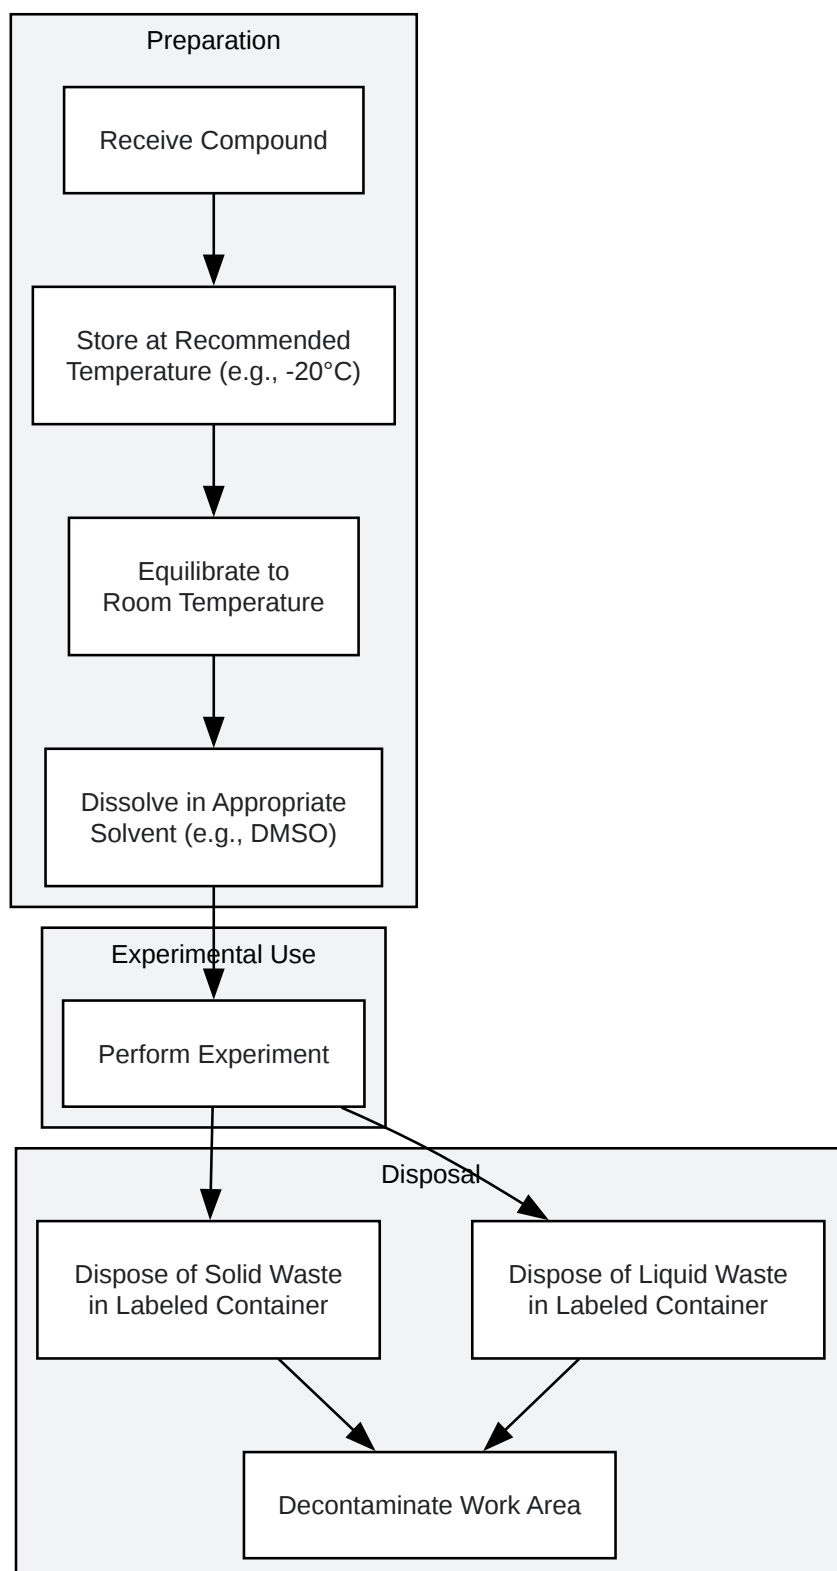 Preparation
Receive Compound
Store at Recommended
Temperature (e.g., -20°C)
Equilibrate to
Room Temperature
Dissolve in Appropriate
Solvent (e.g., DMSO)
Experimental Use
Perform Experiment
Disposal
Dispose of Solid Waste
in Labeled Container
Dispose of Liquid Waste
in Labeled Container
Decontaminate Work Area